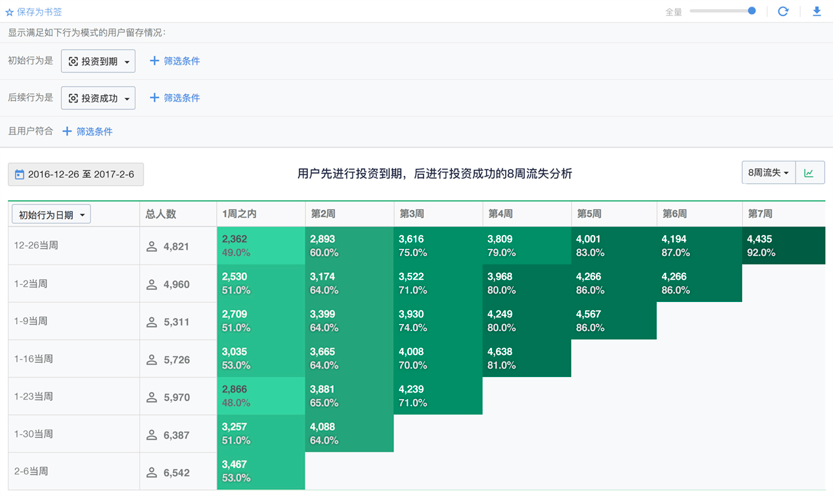 保存为书签
全量
显示满足如下行为模式的用户留存情况：
初始行为是 投资到期 筛选条件
后续行为是 投资成功 筛选条件
且用户符合 筛选条件
2016-12-26 至 2017-2-6
用户先进行投资到期，后进行投资成功的8周流失分析
8周流失
初始行为日期 总人数 1周之内 第2周 第3周 第4周 第5周 第6周 第7周
12-26当周 4,821 2,362 2,893 3,616 3,809 4,001 4,194 4,435
49.0% 60.0% 75.0% 79.0% 83.0% 87.0% 92.0%
1-2当周 4,960 2,530 3,174 3,522 3,968 4,266 4,266
51.0% 64.0% 71.0% 80.0% 86.0% 86.0%
1-9当周 5,311 2,709 3,399 3,930 4,249 4,567
51.0% 64.0% 74.0% 80.0% 86.0%
1-16当周 5,726 3,035 3,665 4,008 4,638
53.0% 64.0% 70.0% 81.0%
1-23当周 5,970 2,866 3,881 4,239
48.0% 65.0% 71.0%
1-30当周 6,387 3,257 4,088
51.0% 64.0%
2-6当周 6,542 3,467
53.0%